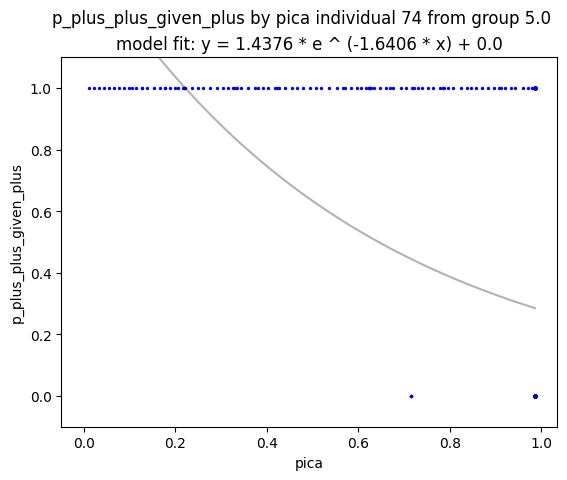 p_plus_plus_given_plus by pica individual 74 from group 5.0
model fit: y = 1.4376 * e ^ (-1.6406 * x) + 0.0
1.0
0.8
0.6
0.4
0.2
0.0
p_plus_plus_given_plus
0.0 0.2 0.4 0.6 0.8 1.0
pica